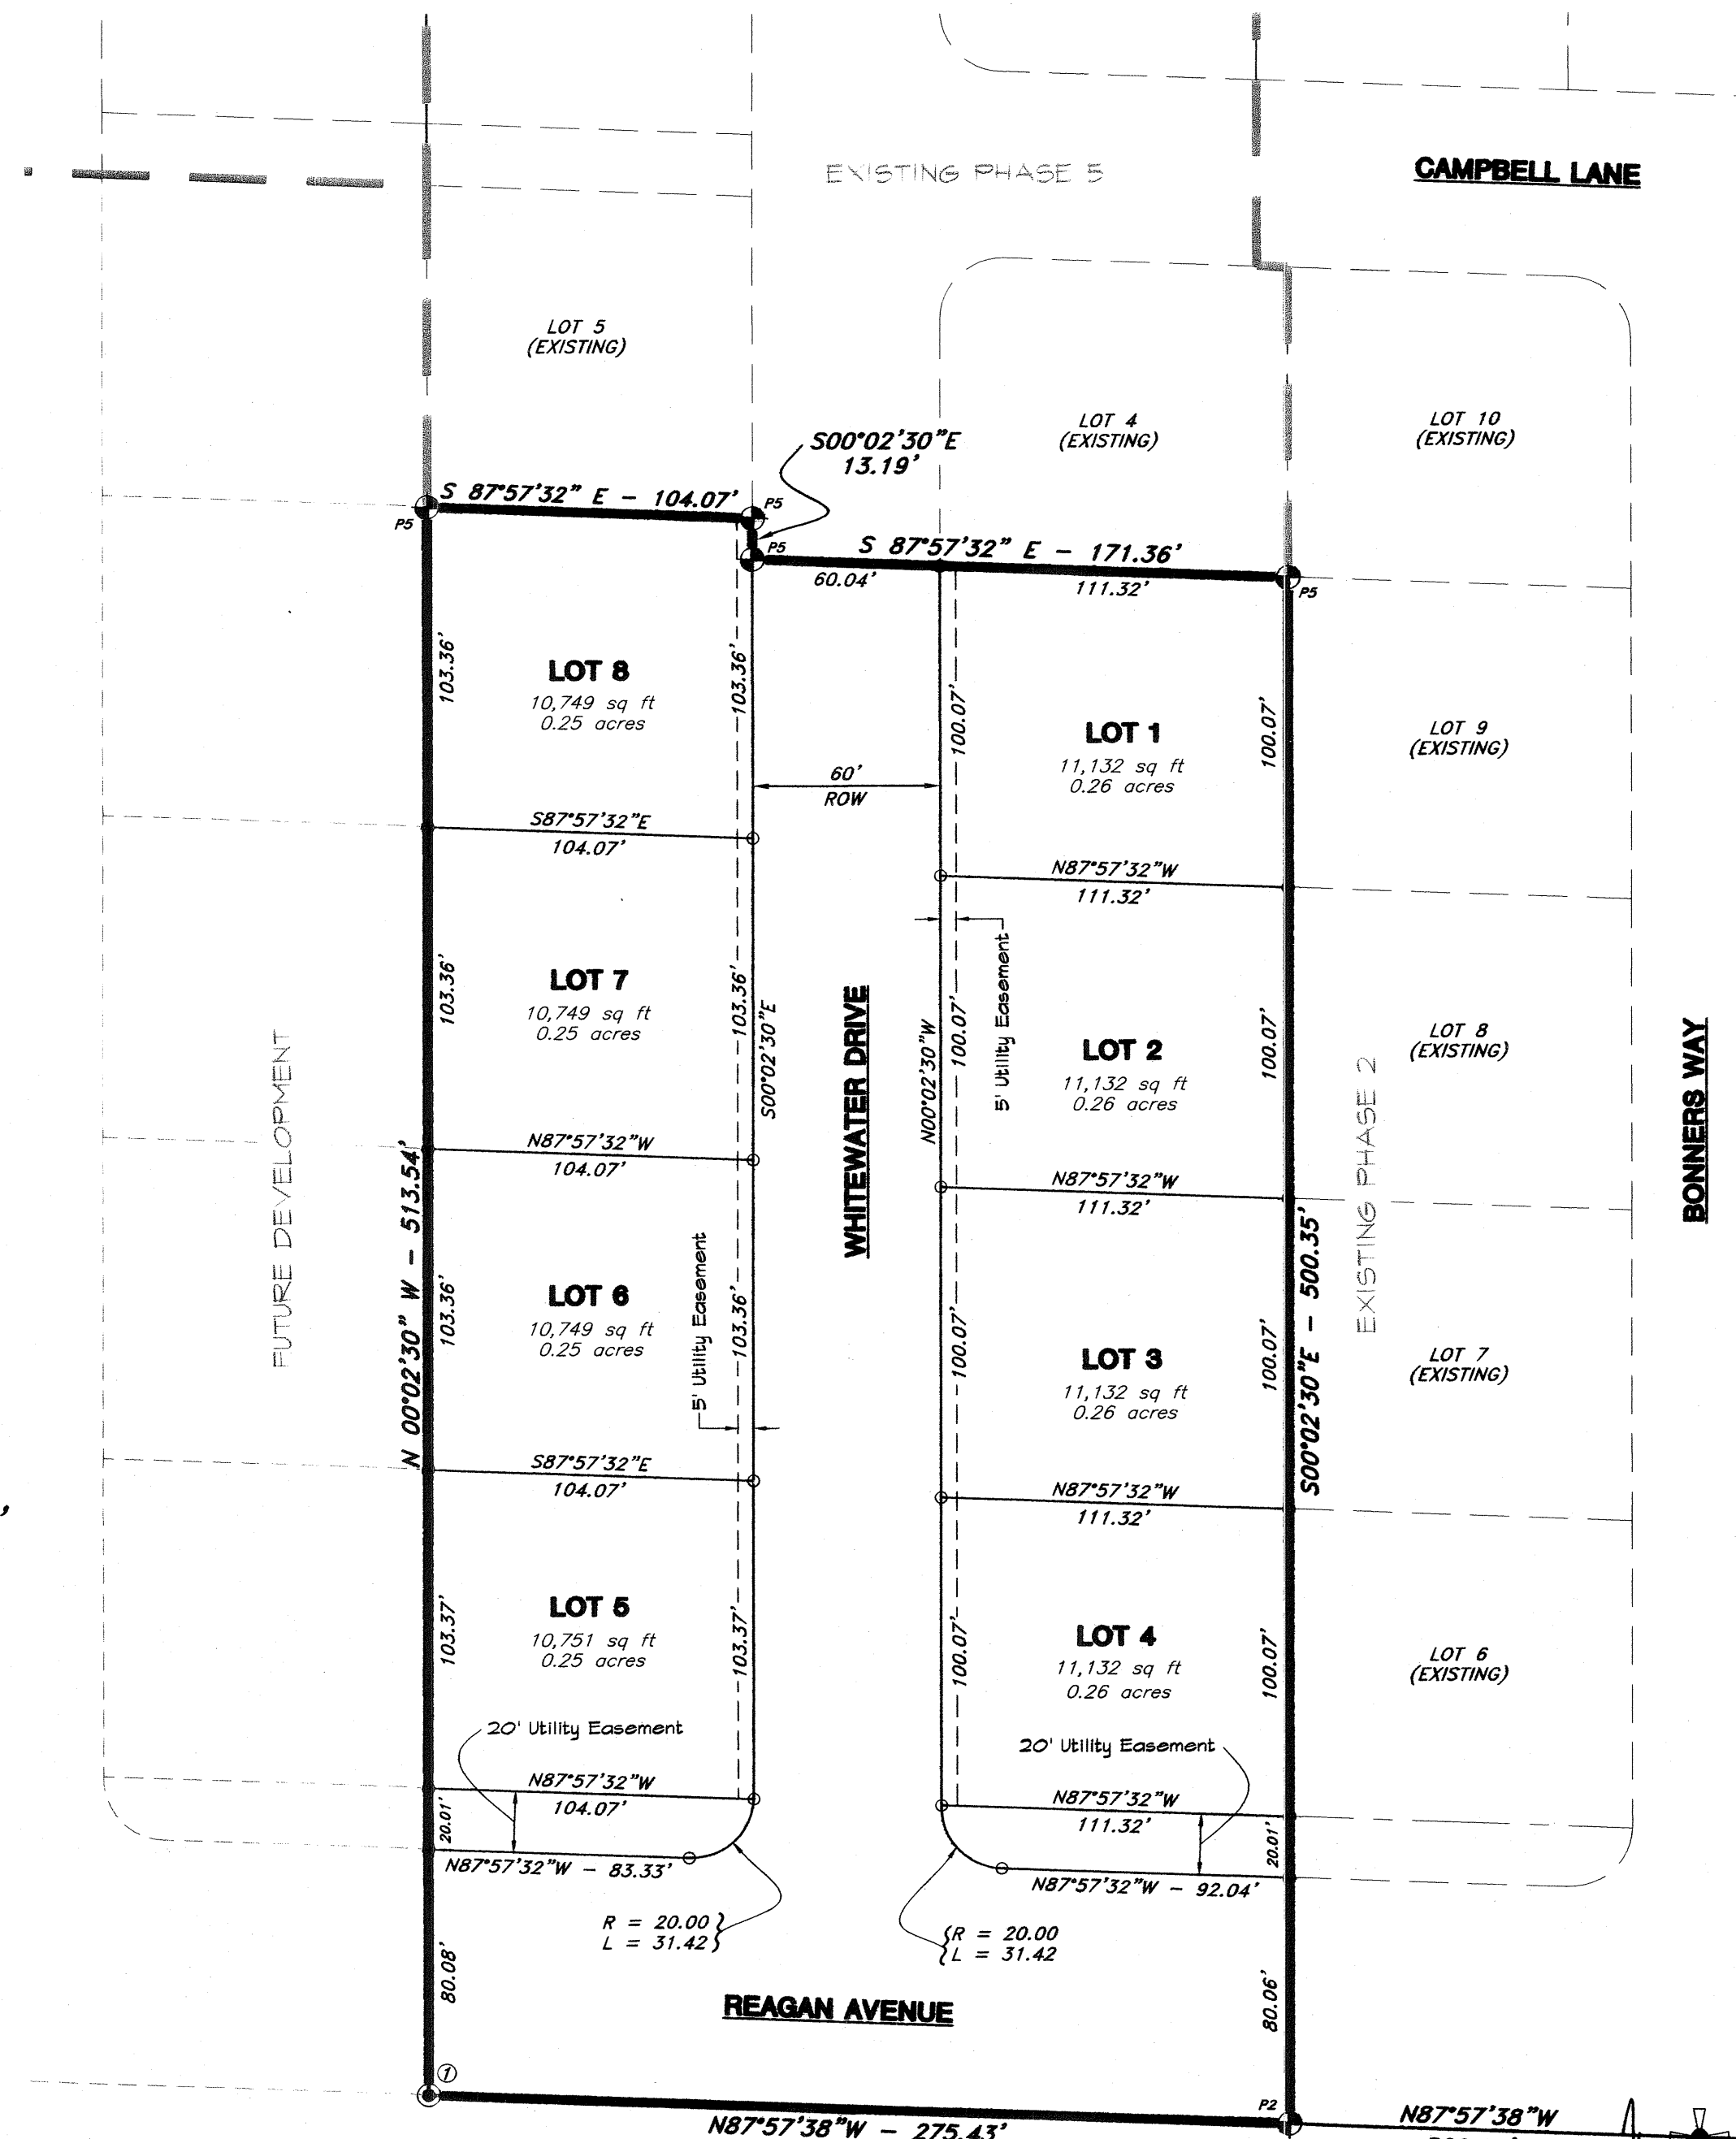 EXISTING PHASE 5
CAMPBELL LANE
LOT 5
(EXISTING)
LOT 4
(EXISTING)
LOT 10
(EXISTING)
S00°02'30"E
13.19'
S 87°57'32" E - 104.07'
P5
P5
P5
S 87°57'32" E - 171.36'
60.04'
111.32'
P5
103.36'
LOT 8
10,749 sq ft
0.25 acres
103.36'
100.07'
LOT 1
11,132 sq ft
0.26 acres
100.07'
LOT 9
(EXISTING)
60'
ROW
S87°57'32"E
104.07'
N87°57'32"W
111.32'
103.36'
LOT 7
10,749 sq ft
0.25 acres
103.36'
S00°02'30"E
WHITEWATER DRIVE
N00°02'30"W
100.07'
5' Utility Easement
LOT 2
11,132 sq ft
0.26 acres
100.07'
LOT 8
(EXISTING)
BONNERS WAY
FUTURE DEVELOPMENT
EXISTING PHASE 2
N87°57'32"W
104.07'
N87°57'32"W
111.32'
N 00°02'30" W - 513.54'
103.36'
LOT 6
10,749 sq ft
0.25 acres
5' Utility Easement
103.36'
100.07'
LOT 3
11,132 sq ft
0.26 acres
100.07'
S00°02'30"E - 500.35'
LOT 7
(EXISTING)
S87°57'32"E
104.07'
N87°57'32"W
111.32'
,
103.37'
LOT 5
10,751 sq ft
0.25 acres
103.37'
100.07'
LOT 4
11,132 sq ft
0.26 acres
100.07'
LOT 6
(EXISTING)
20' Utility Easement
20' Utility Easement
N87°57'32"W
104.07'
N87°57'32"W
111.32'
20.01'
20.01'
N87°57'32"W - 83.33'
N87°57'32"W - 92.04'
R = 20.00
L = 31.42
R = 20.00
L = 31.42
80.08'
REAGAN AVENUE
80.06'
1
P2
N87°57'38"W - 275.43'
N87°57'38"W